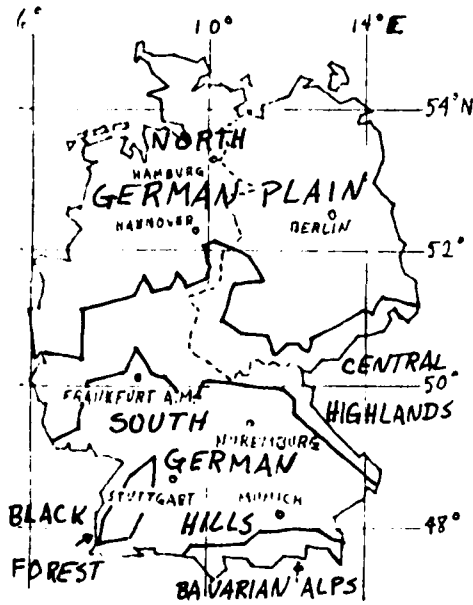 6° 10° 14°E
54°N
NORTH
HAMBURG
GERMAN PLAIN
HANNOVER BERLIN
52°
CENTRAL
50°
FRANKFURT A.M.
HIGHLANDS
SOUTH
NUREMBURG
GERMAN
STUTTGART MUNICH
BLACK HILLS 48°
FOREST
BAVARIAN ALPS